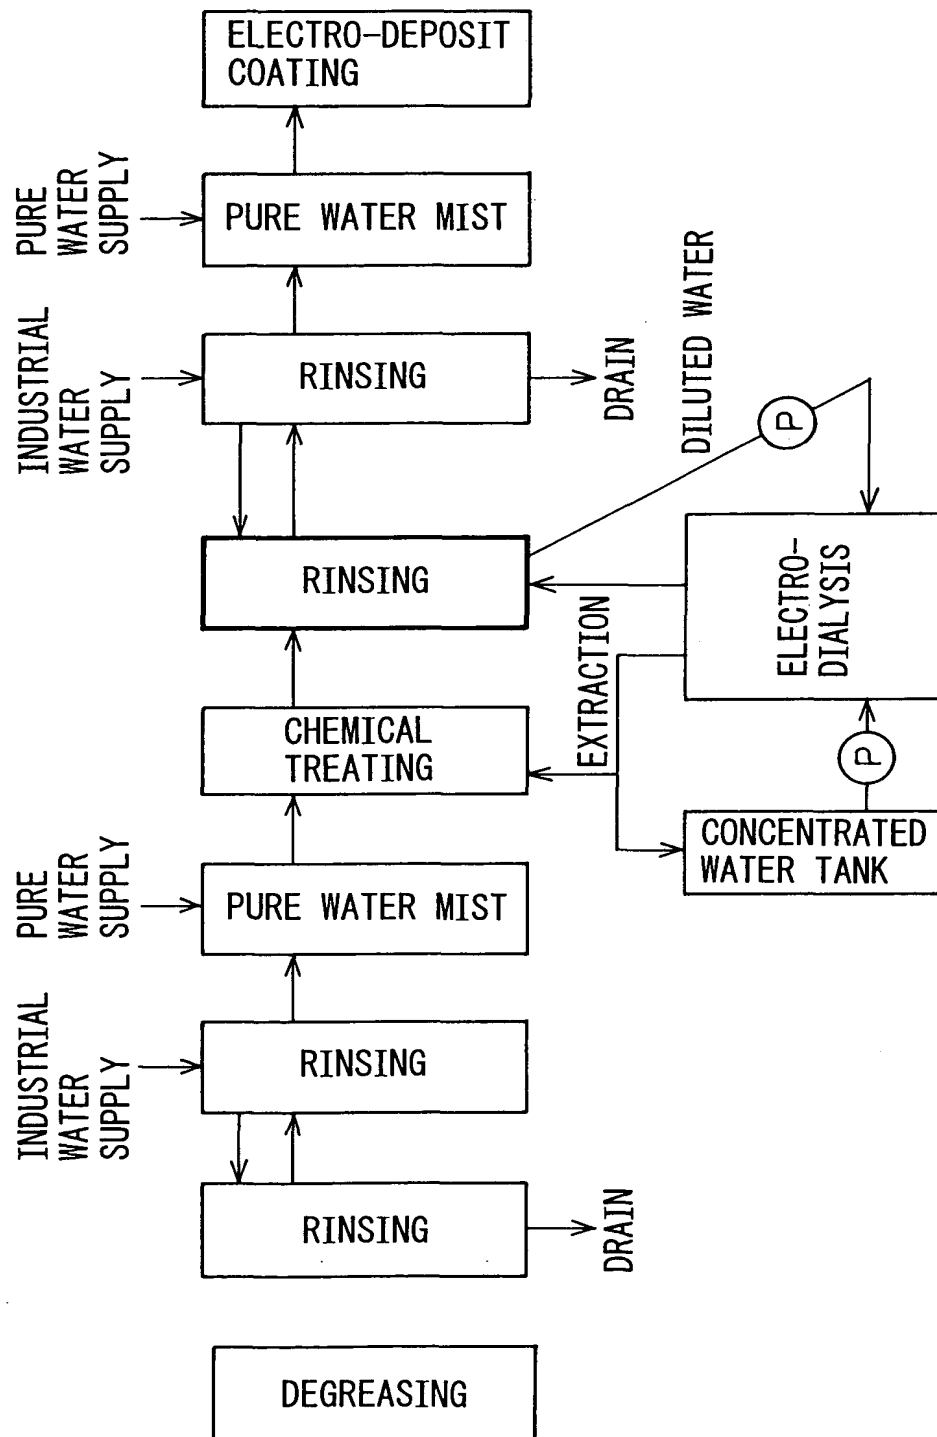 ELECTRO-DEPOSIT
COATING
PURE
WATER
SUPPLY
PURE WATER MIST
INDUSTRIAL
WATER
SUPPLY
RINSING
DRAIN
DILUTED WATER
P
RINSING
ELECTRO-
DIALYSIS
EXTRACTION
CHEMICAL
TREATING
P
CONCENTRATED
WATER TANK
PURE
WATER
SUPPLY
PURE WATER MIST
INDUSTRIAL
WATER
SUPPLY
RINSING
RINSING
DRAIN
DEGREASING